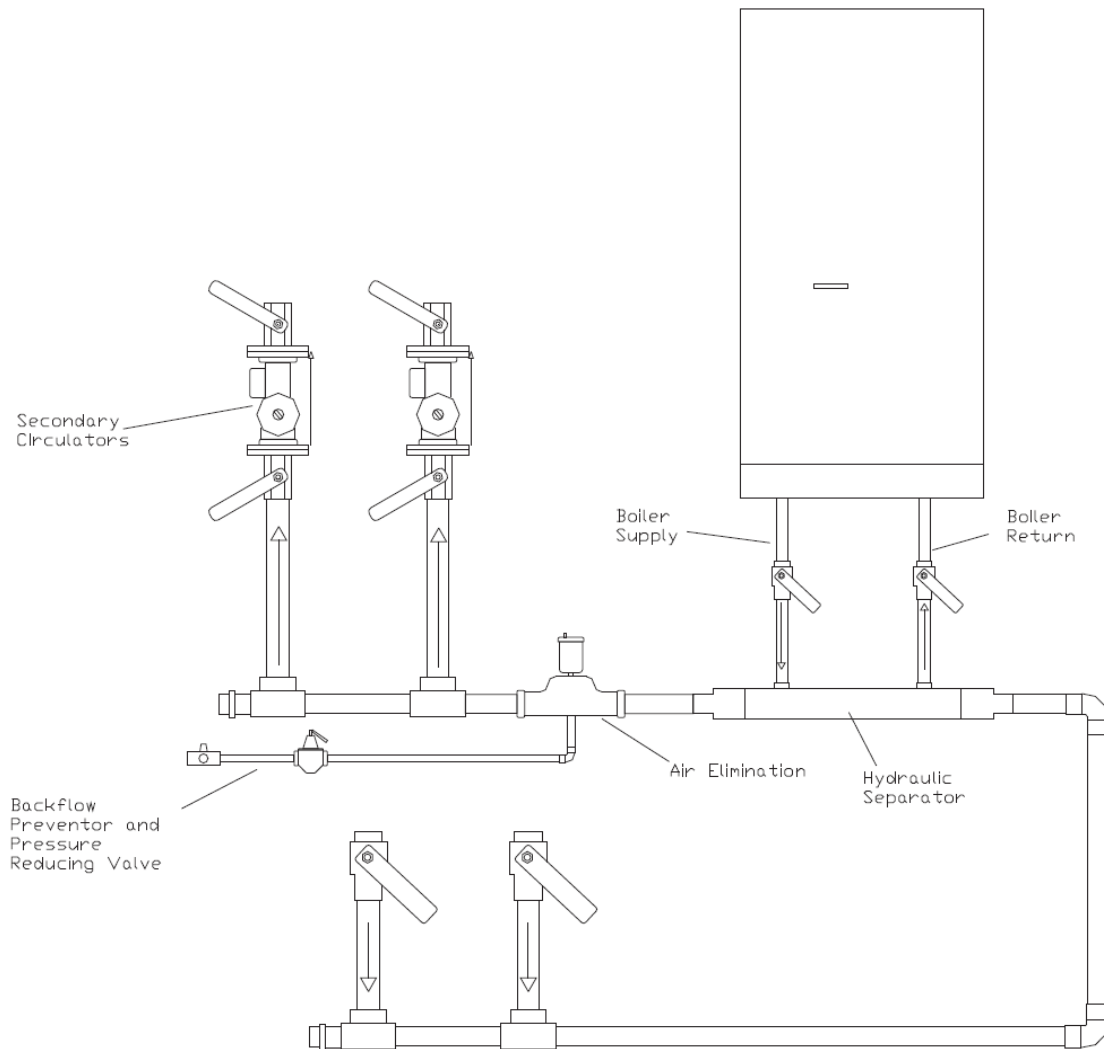 Secondary
CIrculators
Boiler
Supply
Boiler
Return
Air Elimination
Hydraulic
Separator
Backflow
Preventor and
Pressure
Reducing Valve